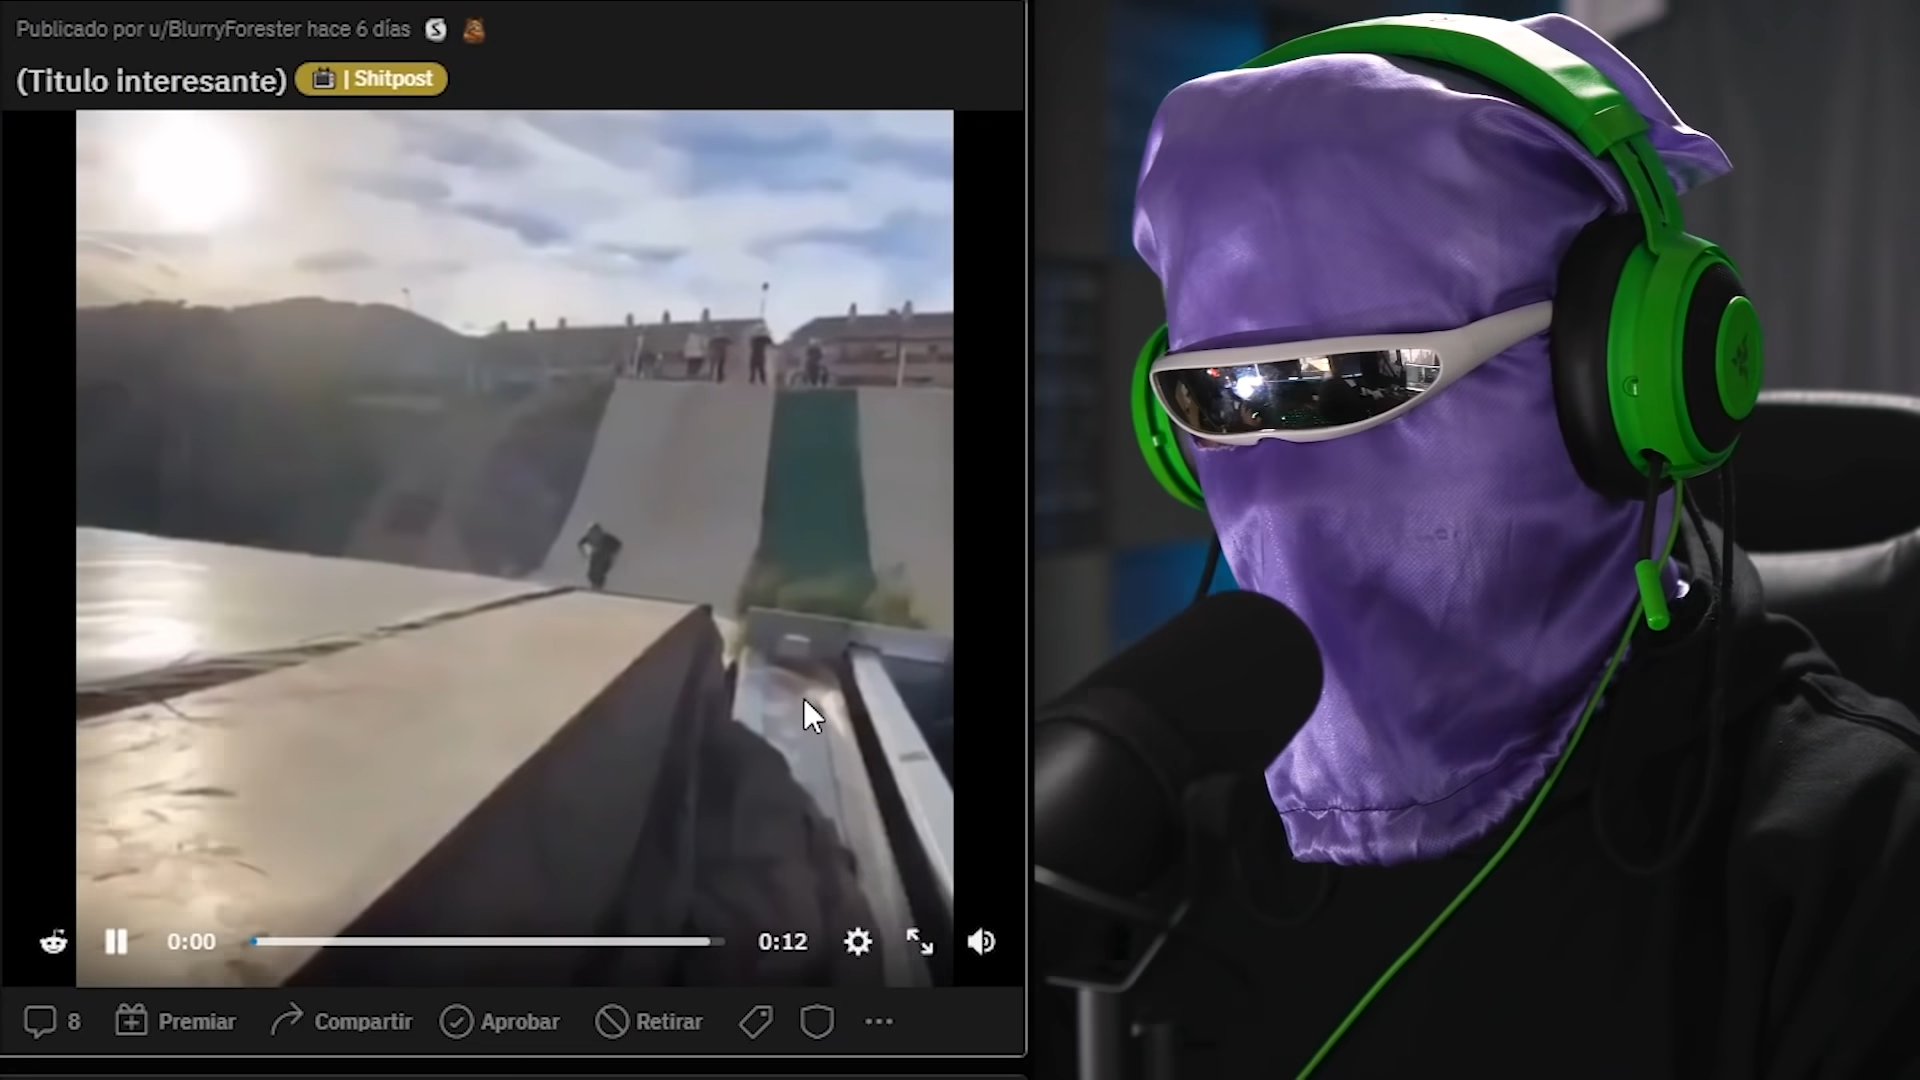 Publicado por u/BlurryForester hace 6 días
(Titulo interesante) | Shitpost
0:00 0:12
8 Premiar Compartir Aprobar Retirar